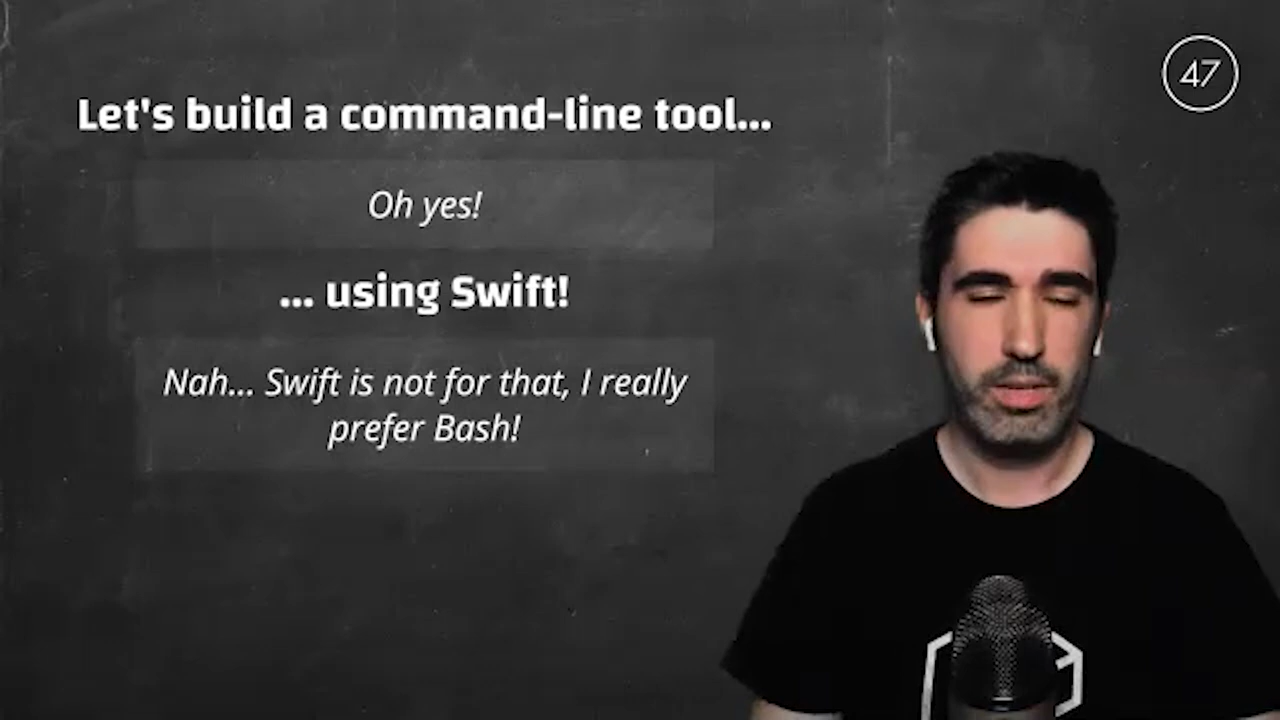 47
Let's build a command-line tool...
Oh yes!
... using Swift!
Nah... Swift is not for that, I really
prefer Bash!